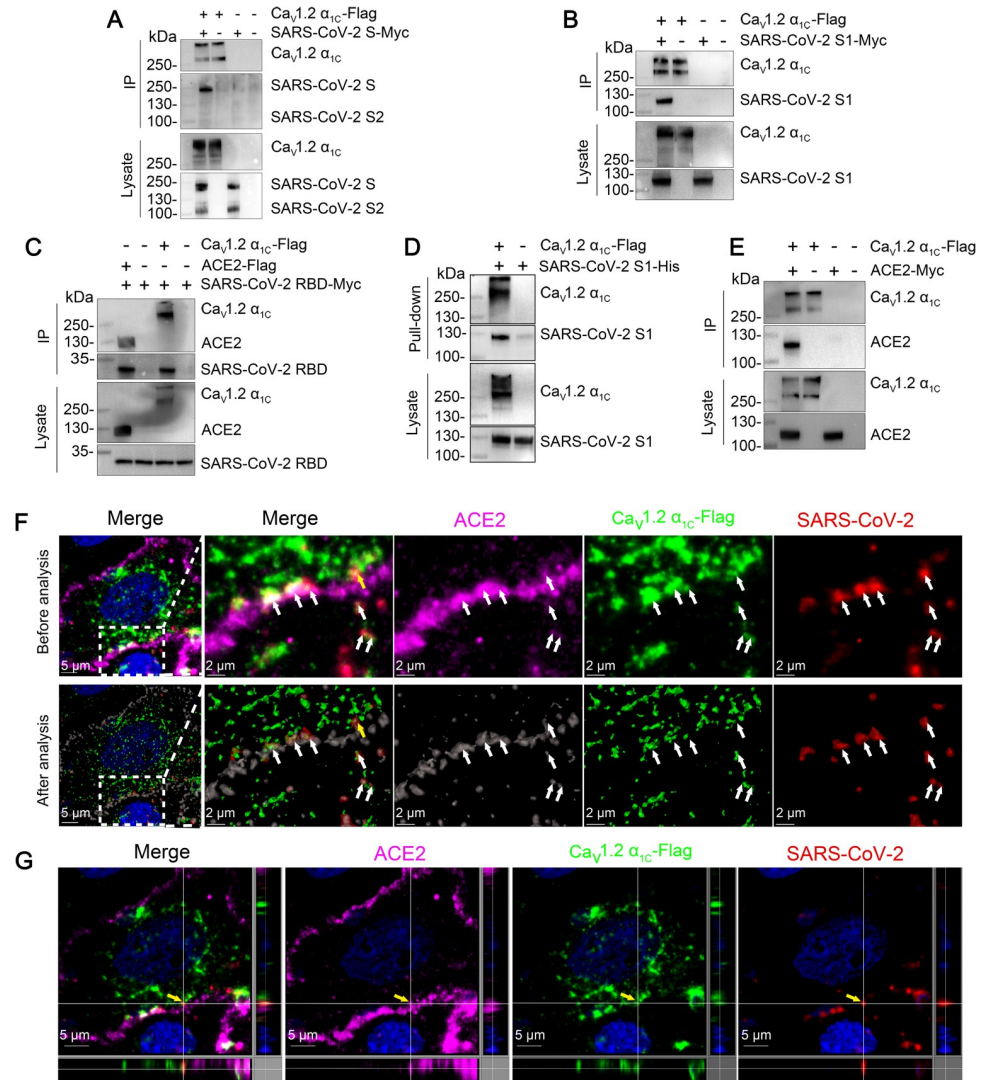 A
+ + - - CaV1.2 α1C-Flag
+ - + - SARS-CoV-2 S-Myc
kDa
IP
250-
CaV1.2 α1C
250-
130-
100-
SARS-CoV-2 S
SARS-CoV-2 S2
Lysate
250-
CaV1.2 α1C
250-
130-
100-
SARS-CoV-2 S
SARS-CoV-2 S2
B
+ + - - CaV1.2 α1C-Flag
+ - + - SARS-CoV-2 S1-Myc
kDa
IP
250-
CaV1.2 α1C
130-
100-
SARS-CoV-2 S1
Lysate
250-
CaV1.2 α1C
130-
100-
SARS-CoV-2 S1
C
- - + - CaV1.2 α1C-Flag
+ - - - ACE2-Flag
+ + + + SARS-CoV-2 RBD-Myc
kDa
IP
250-
130-
CaV1.2 α1C
ACE2
35-
SARS-CoV-2 RBD
Lysate
250-
130-
CaV1.2 α1C
ACE2
35-
SARS-CoV-2 RBD
D
+ - CaV1.2 α1C-Flag
+ + SARS-CoV-2 S1-His
kDa
Pull-down
250-
130-
CaV1.2 α1C
130-
100-
SARS-CoV-2 S1
Lysate
250-
130-
CaV1.2 α1C
130-
100-
SARS-CoV-2 S1
E
+ + - - CaV1.2 α1C-Flag
+ - + - ACE2-Myc
kDa
IP
250-
CaV1.2 α1C
130-
100-
ACE2
Lysate
250-
CaV1.2 α1C
130-
100-
ACE2
F
Merge Merge ACE2 CaV1.2 α1C-Flag SARS-CoV-2
Before analysis
5 µm 2 µm 2 µm 2 µm 2 µm
After analysis
5 µm 2 µm 2 µm 2 µm 2 µm
G
Merge ACE2 CaV1.2 α1C-Flag SARS-CoV-2
5 µm 5 µm 5 µm 5 µm